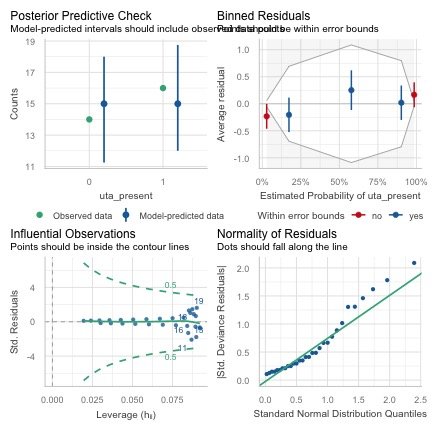 Posterior Predictive Check
Model-predicted intervals should include observed data points
19
17
15
13
11
Counts
0
1
uta_present
Observed data
Model-predicted data
Binned Residuals
Points should be within error bounds
1.0
0.5
0.0
-0.5
-1.0
Average residual
0%
25%
50%
75%
100%
Estimated Probability of uta_present
Within error bounds
no
yes
Influential Observations
Points should be inside the contour lines
4
0
-4
Std. Residuals
0.5
19
16
11
0.5
0.000
0.025
0.050
0.075
Leverage (hᵢᵢ)
Normality of Residuals
Dots should fall along the line
2.0
1.5
1.0
0.5
0.0
|Std. Deviance Residuals|
0.0
0.5
1.0
1.5
2.0
2.5
Standard Normal Distribution Quantiles